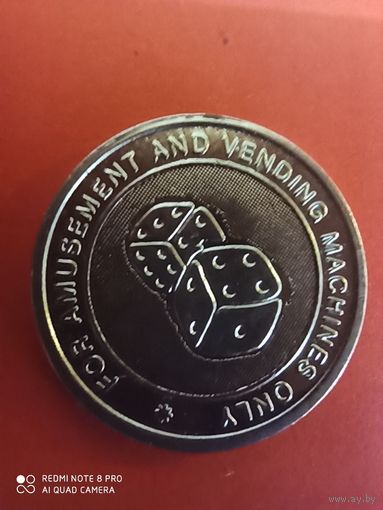 FOR AMUSEMENT AND VENDING MACHINES ONLY *
REDMI NOTE 8 PRO
AI QUAD CAMERA
www.ay.by